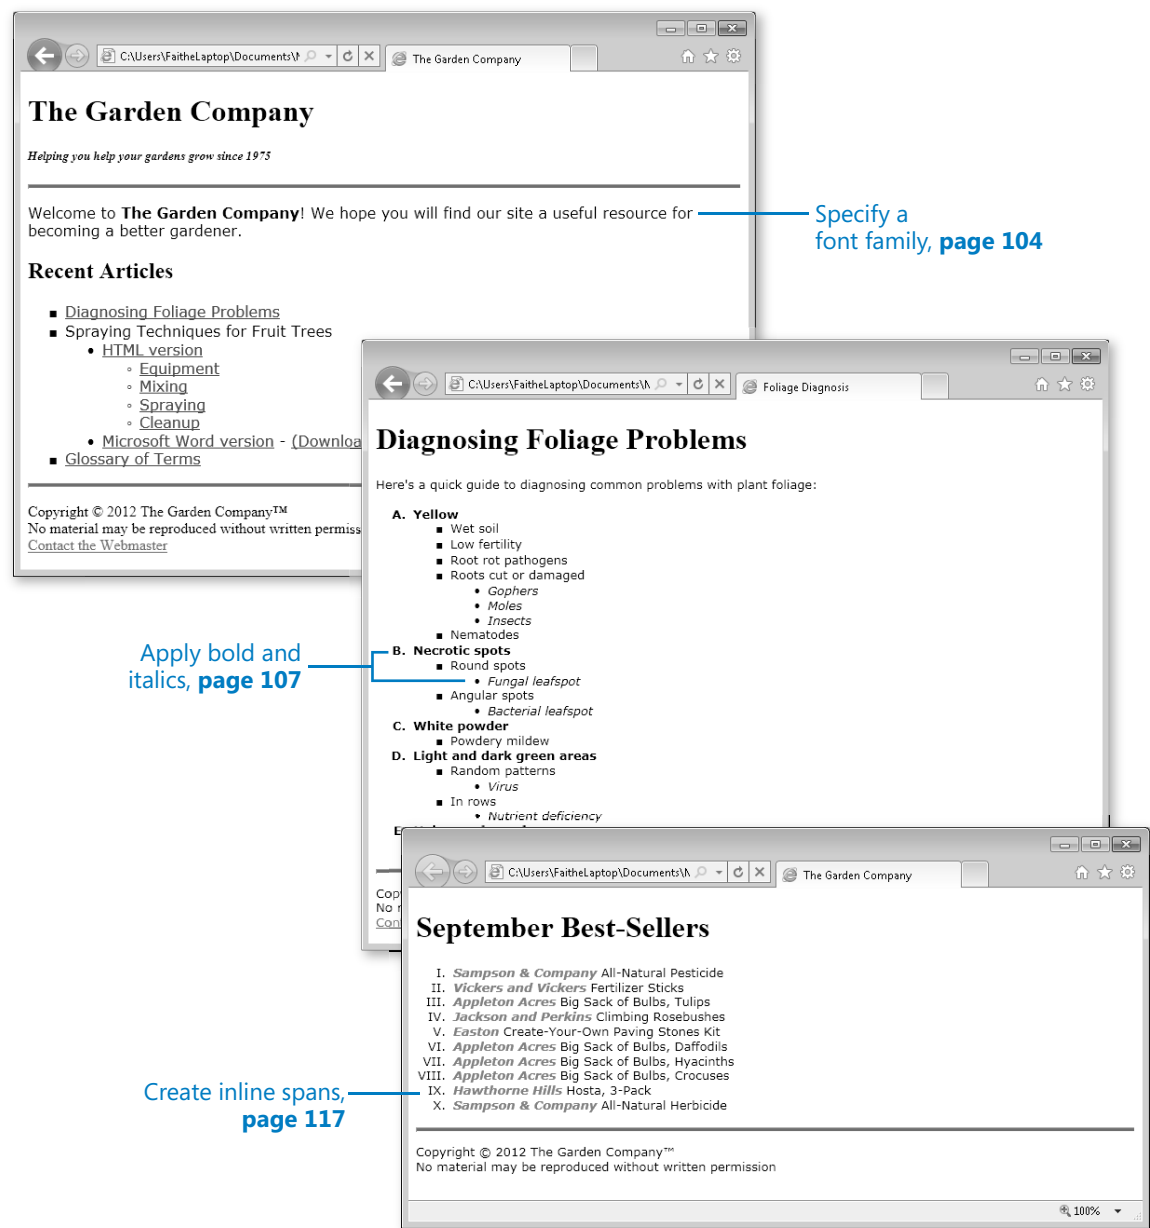 C:\Users\FaitheLaptop\Documents\
The Garden Company
The Garden Company
Helping you help your gardens grow since 1975
Welcome to The Garden Company! We hope you will find our site a useful resource for
becoming a better gardener.
Specify a
font family, page 104
Recent Articles
Diagnosing Foliage Problems
Spraying Techniques for Fruit Trees
HTML version
Equipment
Mixing
Spraying
Cleanup
Microsoft Word version - (Downloa
Glossary of Terms
Copyright © 2012 The Garden Company™
No material may be reproduced without written permiss
Contact the Webmaster
C:\Users\FaitheLaptop\Documents\
Foliage Diagnosis
Diagnosing Foliage Problems
Here's a quick guide to diagnosing common problems with plant foliage:
A. Yellow
Wet soil
Low fertility
Root rot pathogens
Roots cut or damaged
Gophers
Moles
Insects
Nematodes
B. Necrotic spots
Round spots
Fungal leafspot
Angular spots
Bacterial leafspot
C. White powder
Powdery mildew
D. Light and dark green areas
Random patterns
Virus
In rows
Nutrient deficiency
E.
Cop
No r
Con
Apply bold and
italics, page 107
C:\Users\FaitheLaptop\Documents\
The Garden Company
September Best-Sellers
I. Sampson & Company All-Natural Pesticide
II. Vickers and Vickers Fertilizer Sticks
III. Appleton Acres Big Sack of Bulbs, Tulips
IV. Jackson and Perkins Climbing Rosebushes
V. Easton Create-Your-Own Paving Stones Kit
VI. Appleton Acres Big Sack of Bulbs, Daffodils
VII. Appleton Acres Big Sack of Bulbs, Hyacinths
VIII. Appleton Acres Big Sack of Bulbs, Crocuses
IX. Hawthorne Hills Hosta, 3-Pack
X. Sampson & Company All-Natural Herbicide
Create inline spans,
page 117
Copyright © 2012 The Garden Company™
No material may be reproduced without written permission
100%